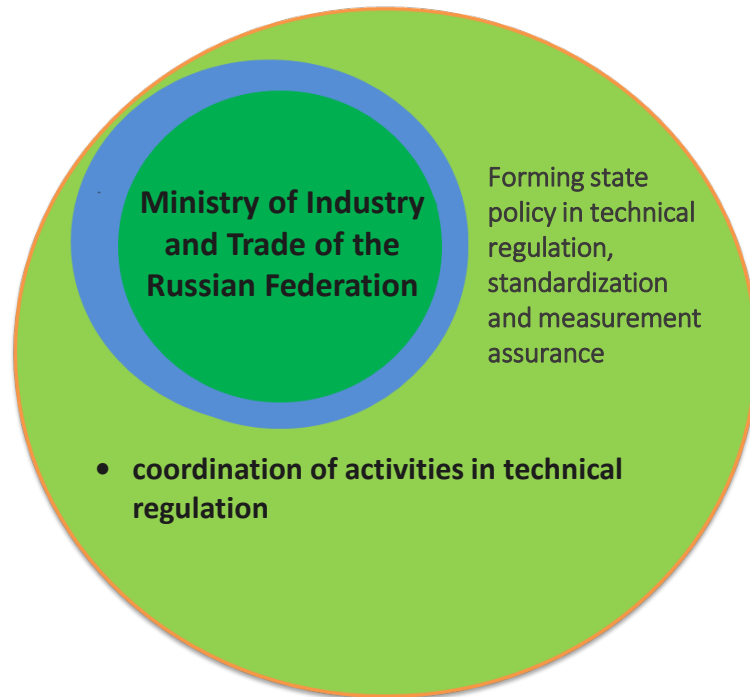 Ministry of Industry
and Trade of the
Russian Federation
Forming state
policy in technical
regulation,
standardization
and measurement
assurance
• coordination of activities in technical
regulation